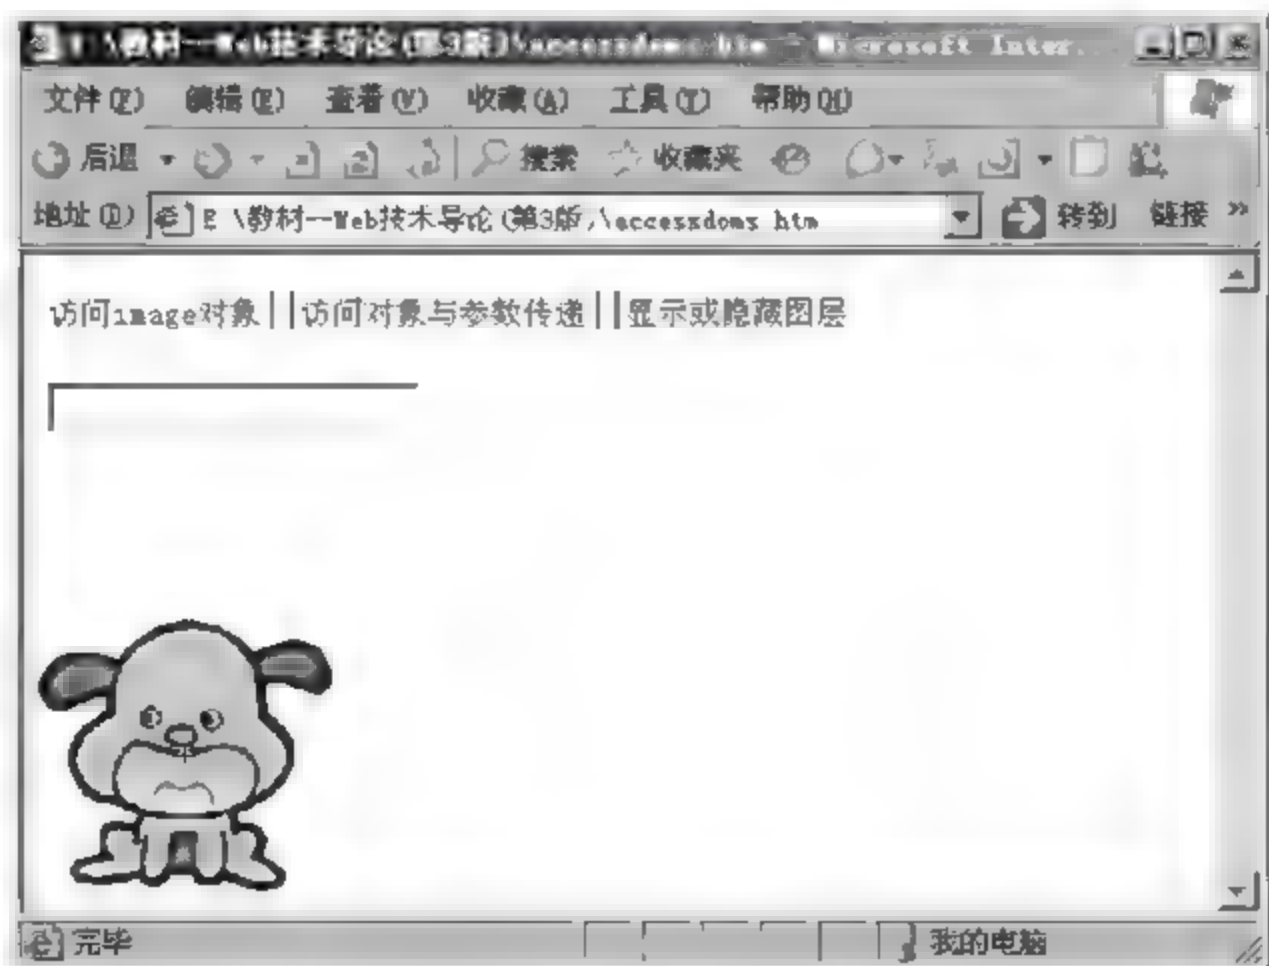 \教材--Web技术导论(第3版)\accessdoms.htm - Microsoft Inter...
文件(F) 编辑(E) 查看(V) 收藏(A) 工具(T) 帮助(H)
后退 搜索 收藏夹
地址(D) E \教材--Web技术导论(第3版,\accessdoms htm 转到 链接 »
访问image对象||访问对象与参数传递||显示或隐藏图层
完毕 我的电脑